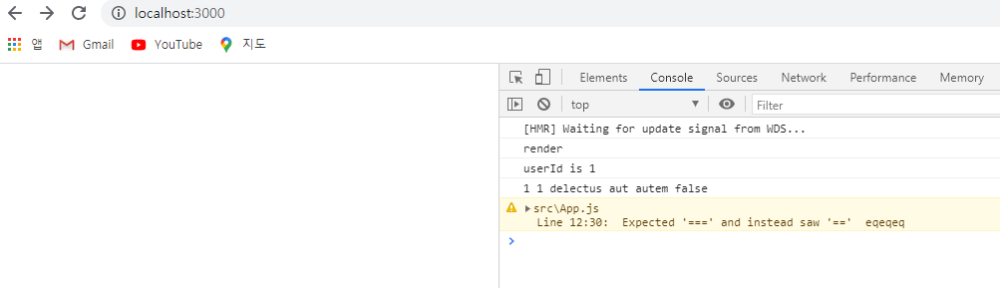 localhost:3000
앱 Gmail YouTube 지도
Elements Console Sources Network Performance Memory
top Filter
[HMR] Waiting for update signal from WDS...
render
userId is 1
1 1 delectus aut autem false
src\App.js
Line 12:30:  Expected '===' and instead saw '=='  eqeqeq